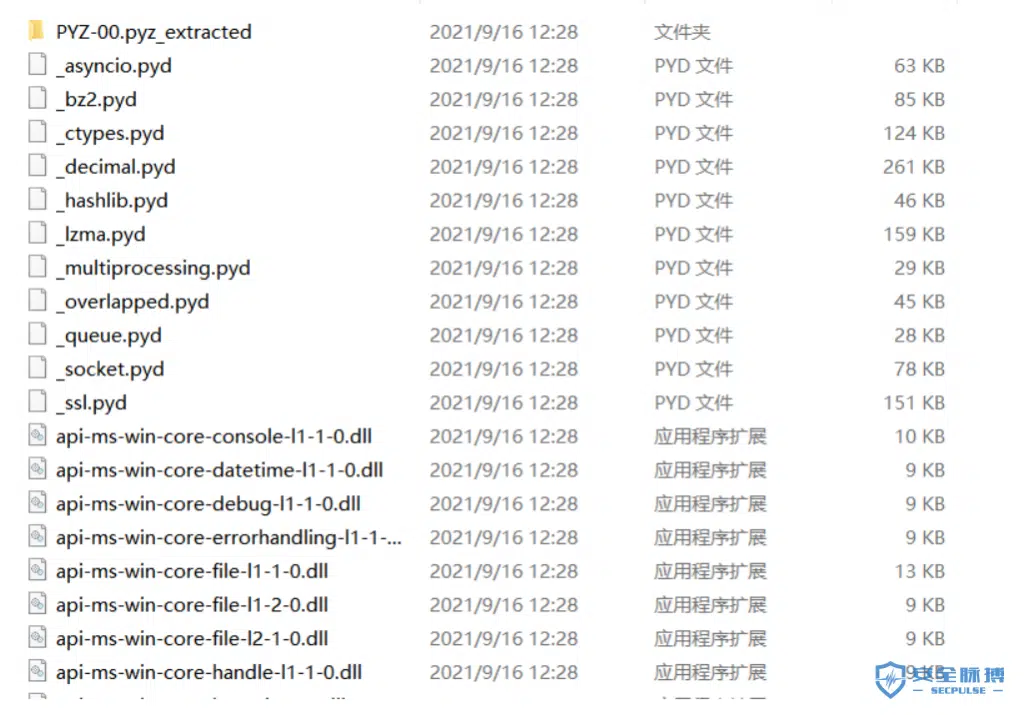 PYZ-00.pyz_extracted 2021/9/16 12:28 文件夹
_asyncio.pyd 2021/9/16 12:28 PYD 文件 63 KB
_bz2.pyd 2021/9/16 12:28 PYD 文件 85 KB
_ctypes.pyd 2021/9/16 12:28 PYD 文件 124 KB
_decimal.pyd 2021/9/16 12:28 PYD 文件 261 KB
_hashlib.pyd 2021/9/16 12:28 PYD 文件 46 KB
_lzma.pyd 2021/9/16 12:28 PYD 文件 159 KB
_multiprocessing.pyd 2021/9/16 12:28 PYD 文件 29 KB
_overlapped.pyd 2021/9/16 12:28 PYD 文件 45 KB
_queue.pyd 2021/9/16 12:28 PYD 文件 28 KB
_socket.pyd 2021/9/16 12:28 PYD 文件 78 KB
_ssl.pyd 2021/9/16 12:28 PYD 文件 151 KB
api-ms-win-core-console-l1-1-0.dll 2021/9/16 12:28 应用程序扩展 10 KB
api-ms-win-core-datetime-l1-1-0.dll 2021/9/16 12:28 应用程序扩展 9 KB
api-ms-win-core-debug-l1-1-0.dll 2021/9/16 12:28 应用程序扩展 9 KB
api-ms-win-core-errorhandling-l1-1-... 2021/9/16 12:28 应用程序扩展 9 KB
api-ms-win-core-file-l1-1-0.dll 2021/9/16 12:28 应用程序扩展 13 KB
api-ms-win-core-file-l1-2-0.dll 2021/9/16 12:28 应用程序扩展 9 KB
api-ms-win-core-file-l2-1-0.dll 2021/9/16 12:28 应用程序扩展 9 KB
api-ms-win-core-handle-l1-1-0.dll 2021/9/16 12:28 应用程序扩展 9 KB
安全脉搏
SECPULSE